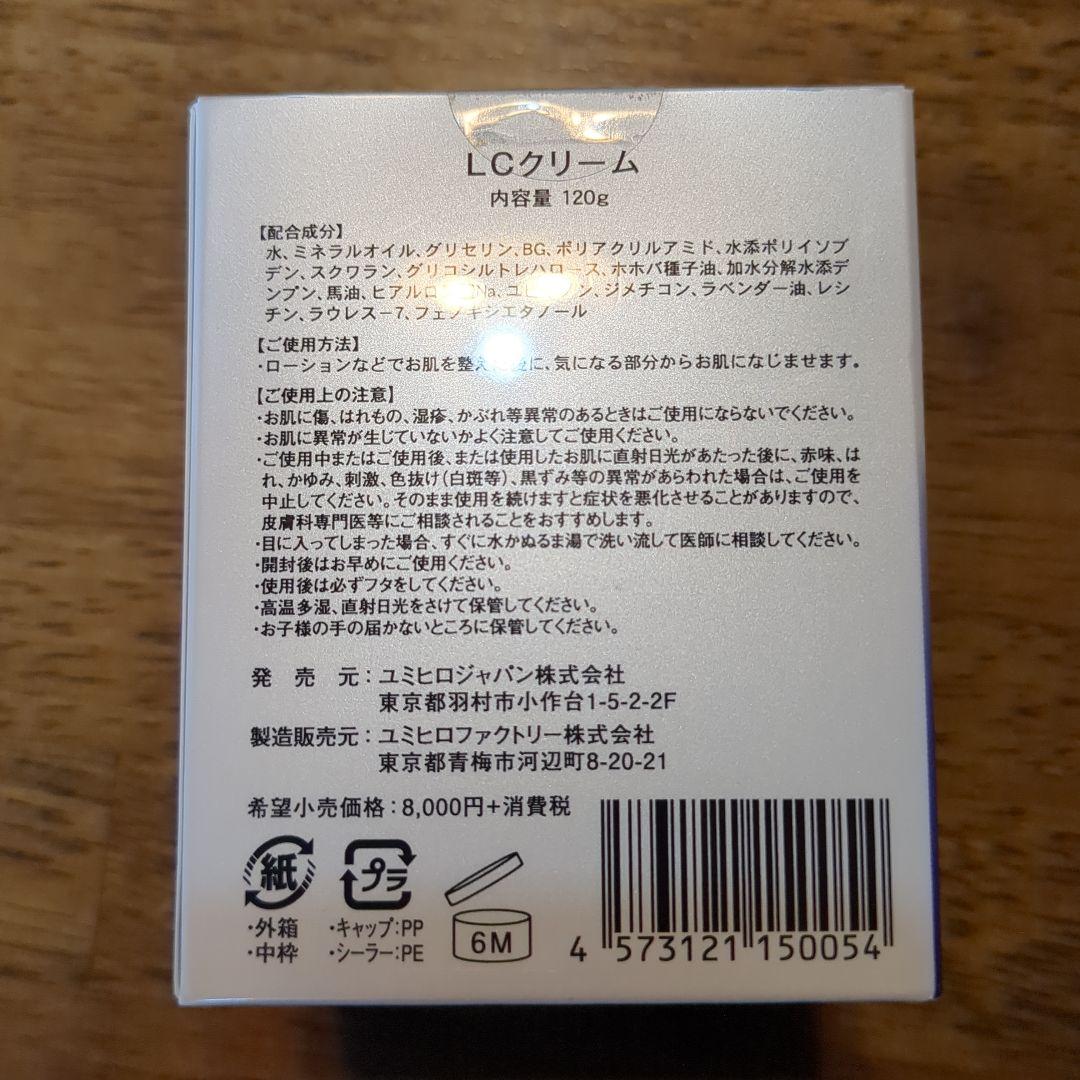 LCクリーム
内容量 120g
【配合成分】
水、ミネラルオイル、グリセリン、BG、ポリアクリルアミド、水添ポリイソブ
デン、スクワラン、グリコシルトレハロース、ホホバ種子油、加水分解水添デ
ンプン、馬油、ヒアルロ Na、ユビ ン、ジメチコン、ラベンダー油、レシ
チン、ラウレス-7、フェノキシエタノール
【ご使用方法】
・ローションなどでお肌を整え に、気になる部分からお肌になじませます。
【ご使用上の注意】
・お肌に傷、はれもの、湿疹、かぶれ等異常のあるときはご使用にならないでください。
・お肌に異常が生じていないかよく注意してご使用ください。
・ご使用中またはご使用後、または使用したお肌に直射日光があたった後に、赤味、は
れ、かゆみ、刺激、色抜け(白斑等)、黒ずみ等の異常があらわれた場合は、ご使用を
中止してください。そのまま使用を続けますと症状を悪化させることがありますので、
皮膚科専門医等にご相談されることをおすすめします。
・目に入ってしまった場合、すぐに水かぬるま湯で洗い流して医師に相談してください。
・開封後はお早めにご使用ください。
・使用後は必ずフタをしてください。
・高温多湿、直射日光をさけて保管してください。
・お子様の手の届かないところに保管してください。
発売元:ユミヒロジャパン株式会社
東京都羽村市小作台1-5-2-2F
製造販売元:ユミヒロファクトリー株式会社
東京都青梅市河辺町8-20-21
希望小売価格:8,000円+消費税
紙
プラ
・外箱
・中枠
・キャップ:PP
・シーラー:PE
6M
4 573121 150054